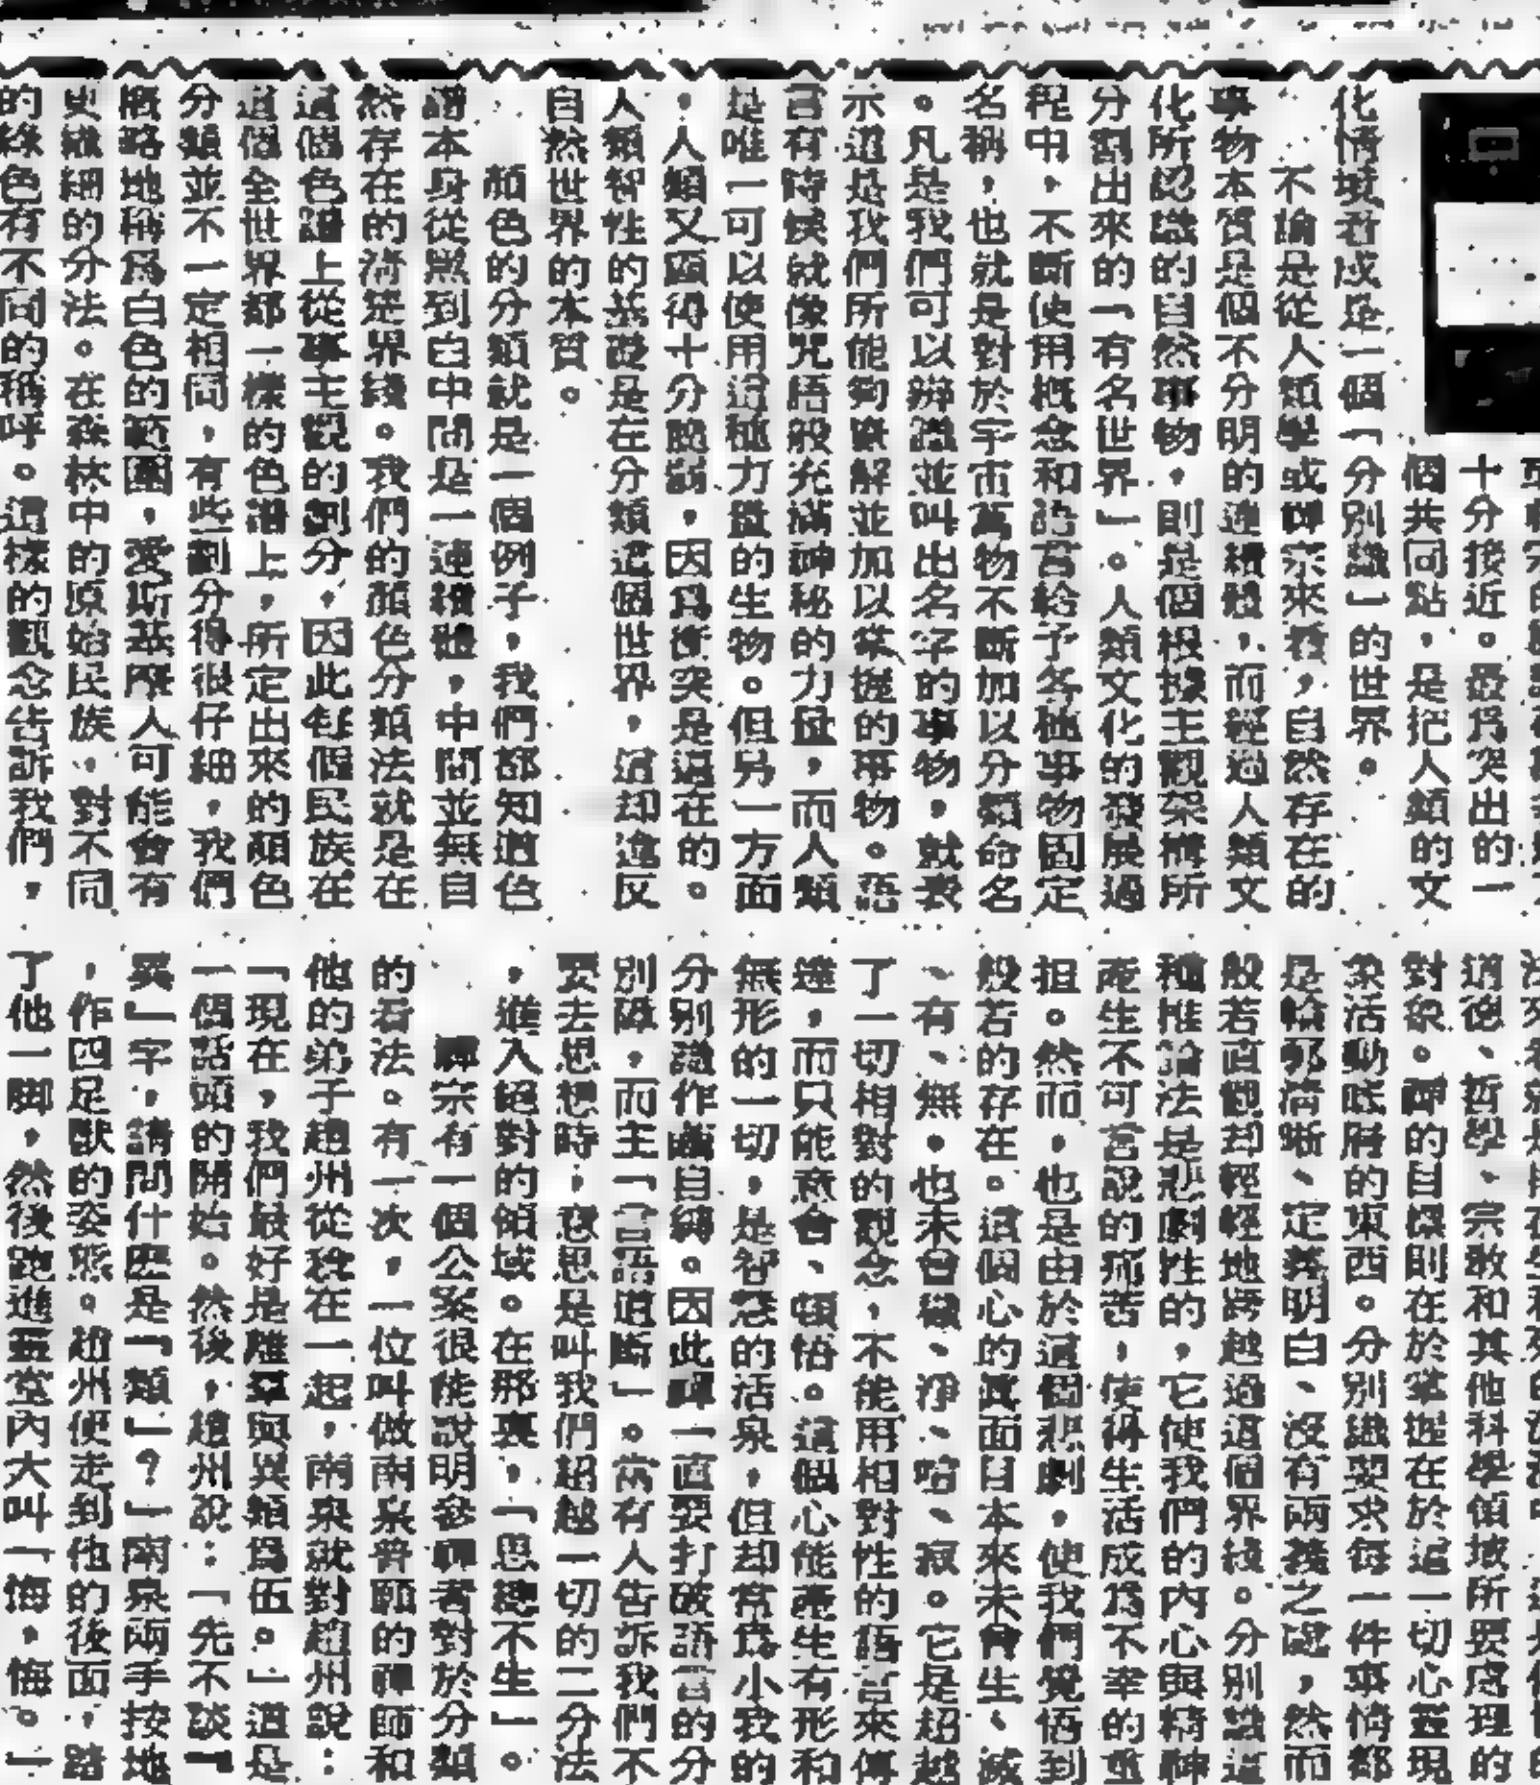 十分接近。最為突出的一
個共同點,是把人類的文
化情境看成是一個「分別識」的世界。
不論是從人類學或禪宗來看,自然存在的
事物本質是個不分明的連續體,而經過人類文
化所認識的自然事物,則是個根據主觀架構所
分割出來的「有名世界」。人類文化的發展過
程中,不斷使用概念和語言給予各種事物固定
名稱,也就是對於宇宙萬物不斷加以分類命名
。凡是我們可以辨識並叫出名字的事物,就表
示這是我們所能夠瞭解並加以掌握的事物。語
言有時候就像咒語般充滿神秘的力量,而人類
是唯一可以使用這種力量的生物。但另一方面
,人類又顯得十分脆弱,因為衝突是在的。
人類智性的基礎是在分類這個世界,這却違反
自然世界的本質。
顏色的分類就是一個例子,我們都知道色
譜本身從黑到白中間是一連續體,中間並無自
然存在的清楚界綫。我們的顏色分類法就是在
這個色譜上從事主觀的劃分,因此每個民族在
這個全世界都一樣的色譜上,所定出來的顏色
分類並不一定相同,有些劃分得很仔細,我們
概略地稱為白色的範圍,愛斯基摩人可能會有
更纖細的分法。在森林中的原始民族,對不同
的綠色有不同的稱呼。這樣的觀念告訴我們,
道德、哲學、宗教和其他科學領域所要處理的
對象。禪的目標則在於掌握在於這一切心靈現
象活動底層的東西。分別識要求每一件事情都
是輪廓清晰、定義明白、沒有兩義之處,然而
般若直觀却輕輕地跨越過這個界綫。分別識這
種推論法是悲劇性的,它使我們的內心與精神
產生不可言說的痛苦,使得生活成為不幸的重
担。然而,也是由於這個悲劇,使我們覺悟到
般若的存在。這個心的真面目本來未曾生、滅
、有、無,也未曾穢、淨、喧、寂。它是超越
了一切相對的觀念,不能用相對性的語言來傳
達,而只能意合、頓悟。這個心能產生有形和
無形的一切,是智慧的活泉,但却常為小我的
分別識作繭自縛。因此禪一直要打破語言的分
別障,而主「言語道斷」。當有人告訴我們不
要去思想時,意思是叫我們超越一切的二分法
,進入絕對的領域。在那裏,「思慮不生」。
禪宗有一個公案很能說明參禪者對於分類
的看法。有一次,一位叫做南泉普願的禪師和
他的弟子趙州從稔在一起,南泉就對趙州說:
「現在,我們最好是離羣與異類為伍。」這是
一個話頭的開始。然後,趙州說:「先不談『
異』字,請問什麼是『類』?」南泉兩手按地
,作四足獸的姿態。趙州便走到他的後面,踏
了他一脚,然後跑進堂內大叫「悔,悔。」